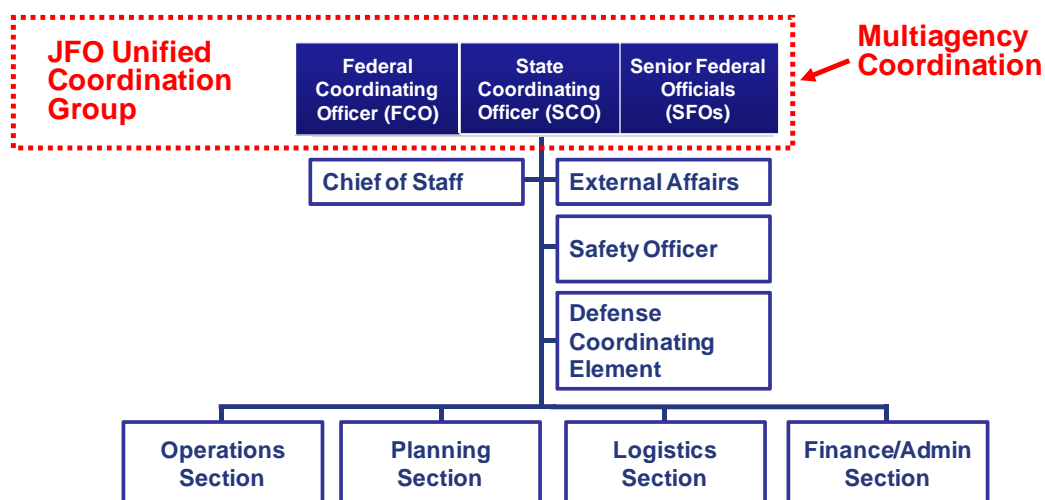 JFO Unified
Coordination
Group
Federal
Coordinating
Officer (FCO)
State
Coordinating
Officer (SCO)
Senior Federal
Officials
(SFOs)
Multiagency
Coordination
Chief of Staff
External Affairs
Safety Officer
Defense
Coordinating
Element
Operations
Section
Planning
Section
Logistics
Section
Finance/Admin
Section